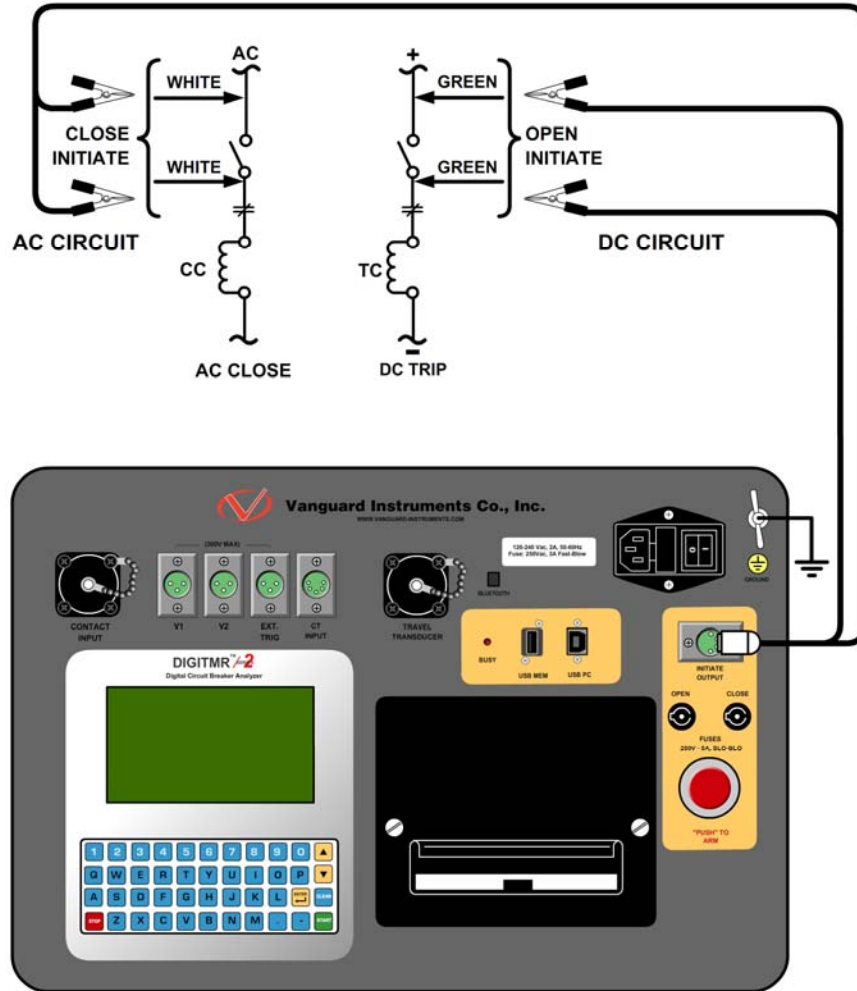 AC
+
WHITE
GREEN
CLOSE
INITIATE
OPEN
INITIATE
WHITE
GREEN
AC CIRCUIT
DC CIRCUIT
CC
TC
-
AC CLOSE
DC TRIP
Vanguard Instruments Co., Inc.
WWW.VANGUARD-INSTRUMENTS.COM
(300V MAX)
120-240 Vac, 2A, 50-60Hz
Fuse: 250Vac, 3A Fast-Blow
I
BLUETOOTH
GROUND
CONTACT
INPUT
V1
V2
EXT.
TRIG
CT
INPUT
TRAVEL
TRANSDUCER
BUSY
USB MEM
USB PC
INITIATE
OUTPUT
DIGITMR™ 2
Digital Circuit Breaker Analyzer
OPEN
CLOSE
FUSES
250V - 5A, SLO-BLO
"PUSH" TO
ARM
1 2 3 4 5 6 7 8 9 0
Q W E R T Y U I O P
A S D F G H J K L ENTER CLEAR
STOP Z X C V B N M . - START